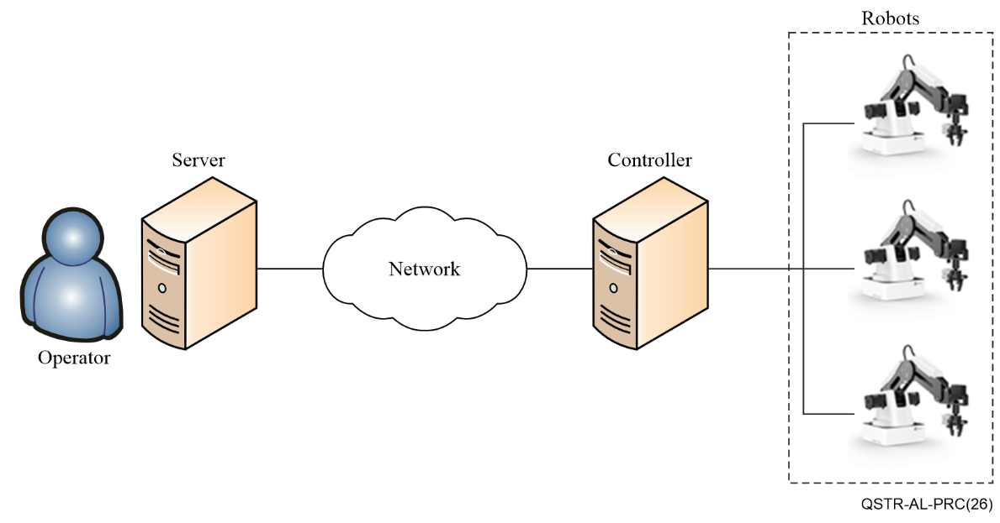 Robots
Server
Controller
Network
Operator
QSTR-AL-PRC(26)